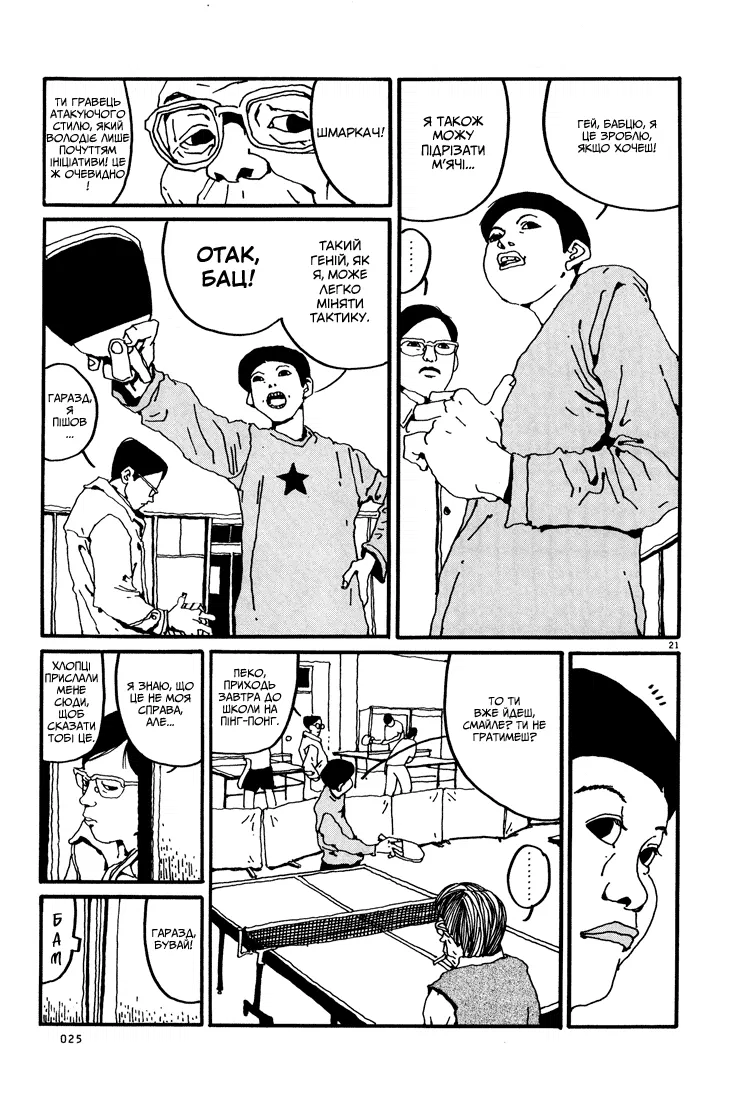 ГЕЙ, БАБЦЮ, Я
ЦЕ ЗРОБЛЮ,
ЯКЩО ХОЧЕШ!
Я ТАКОЖ
МОЖУ
ПІДРІЗАТИ
М'ЯЧІ...
......
ШМАРКАЧ!
ТИ ГРАВЕЦЬ
АТАКУЮЧОГО
СТИЛЮ, ЯКИЙ
ВОЛОДІЄ ЛИШЕ
ПОЧУТТЯМ
ІНІЦІАТИВИ! ЦЕ
Ж ОЧЕВИДНО
!
ТАКИЙ
ГЕНІЙ, ЯК
Я, МОЖЕ
ЛЕГКО
МІНЯТИ
ТАКТИКУ.
ОТАК,
БАЦ!
ГАРАЗД,
Я
ПІШОВ
...
21
ТО ТИ
ВЖЕ ЙДЕШ,
СМАЙЛЕ? ТИ НЕ
ГРАТИМЕШ?
......
ПЕКО,
ПРИХОДЬ
ЗАВТРА ДО
ШКОЛИ НА
ПІНГ-ПОНГ.
Я ЗНАЮ, ЩО
ЦЕ НЕ МОЯ
СПРАВА,
АЛЕ...
ХЛОПЦІ
ПРИСЛАЛИ
МЕНЕ
СЮДИ,
ЩОБ
СКАЗАТИ
ТОБІ ЦЕ.
ГАРАЗД,
БУВАЙ!
БАМ
025